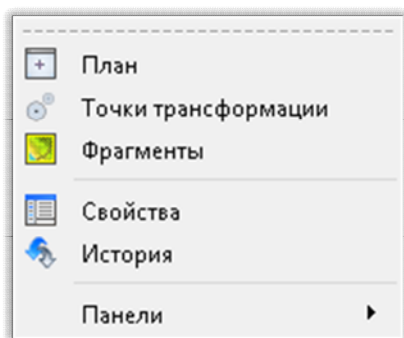 План
Точки трансформации
Фрагменты
Свойства
История
Панели